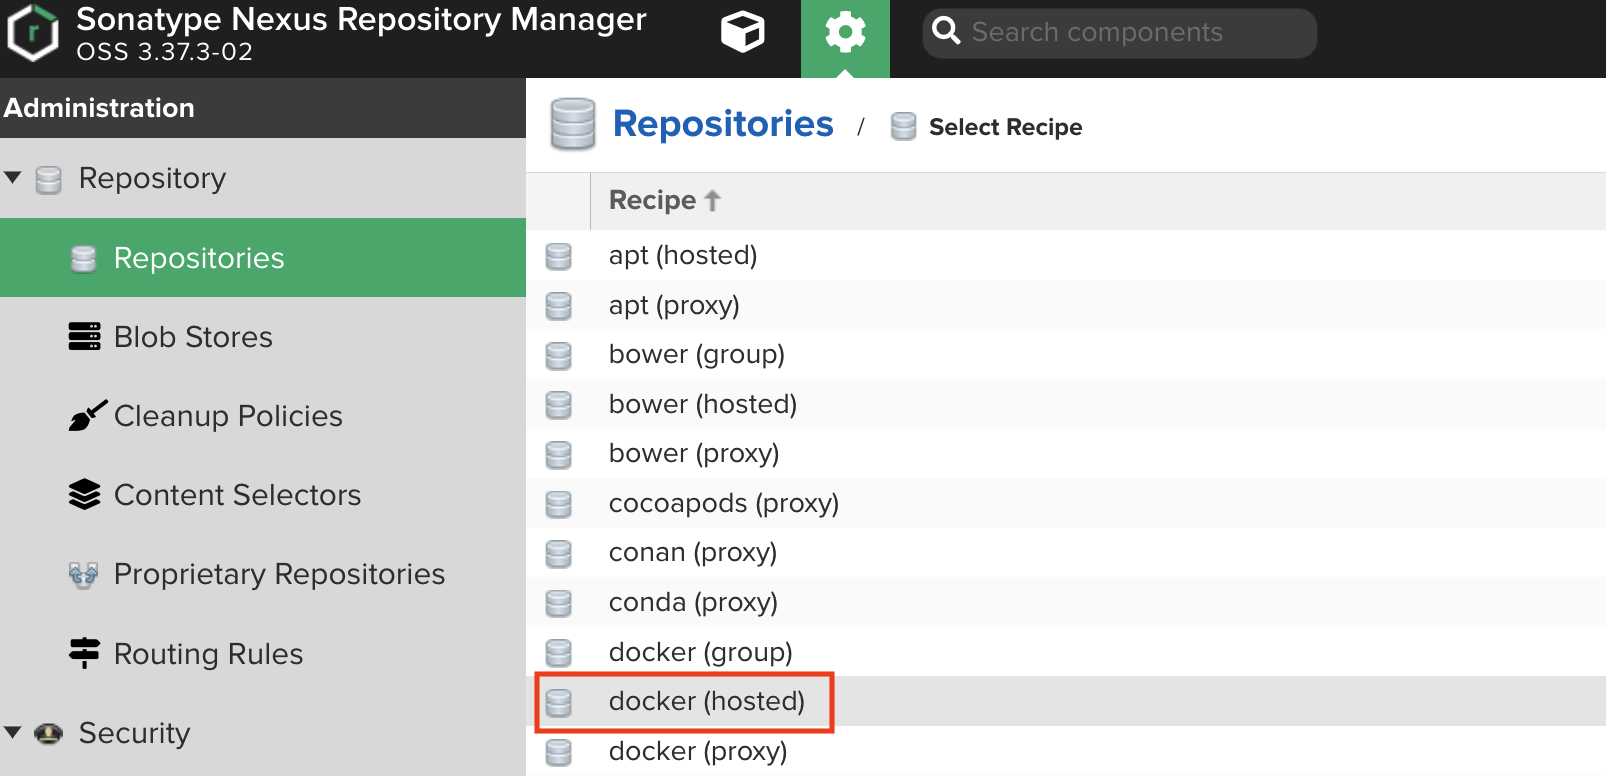 Sonatype Nexus Repository Manager
OSS 3.37.3-02
Search components
Administration
Repository
Repositories
Blob Stores
Cleanup Policies
Content Selectors
Proprietary Repositories
Routing Rules
Security
Repositories / Select Recipe
Recipe
apt (hosted)
apt (proxy)
bower (group)
bower (hosted)
bower (proxy)
cocoapods (proxy)
conan (proxy)
conda (proxy)
docker (group)
docker (hosted)
docker (proxy)